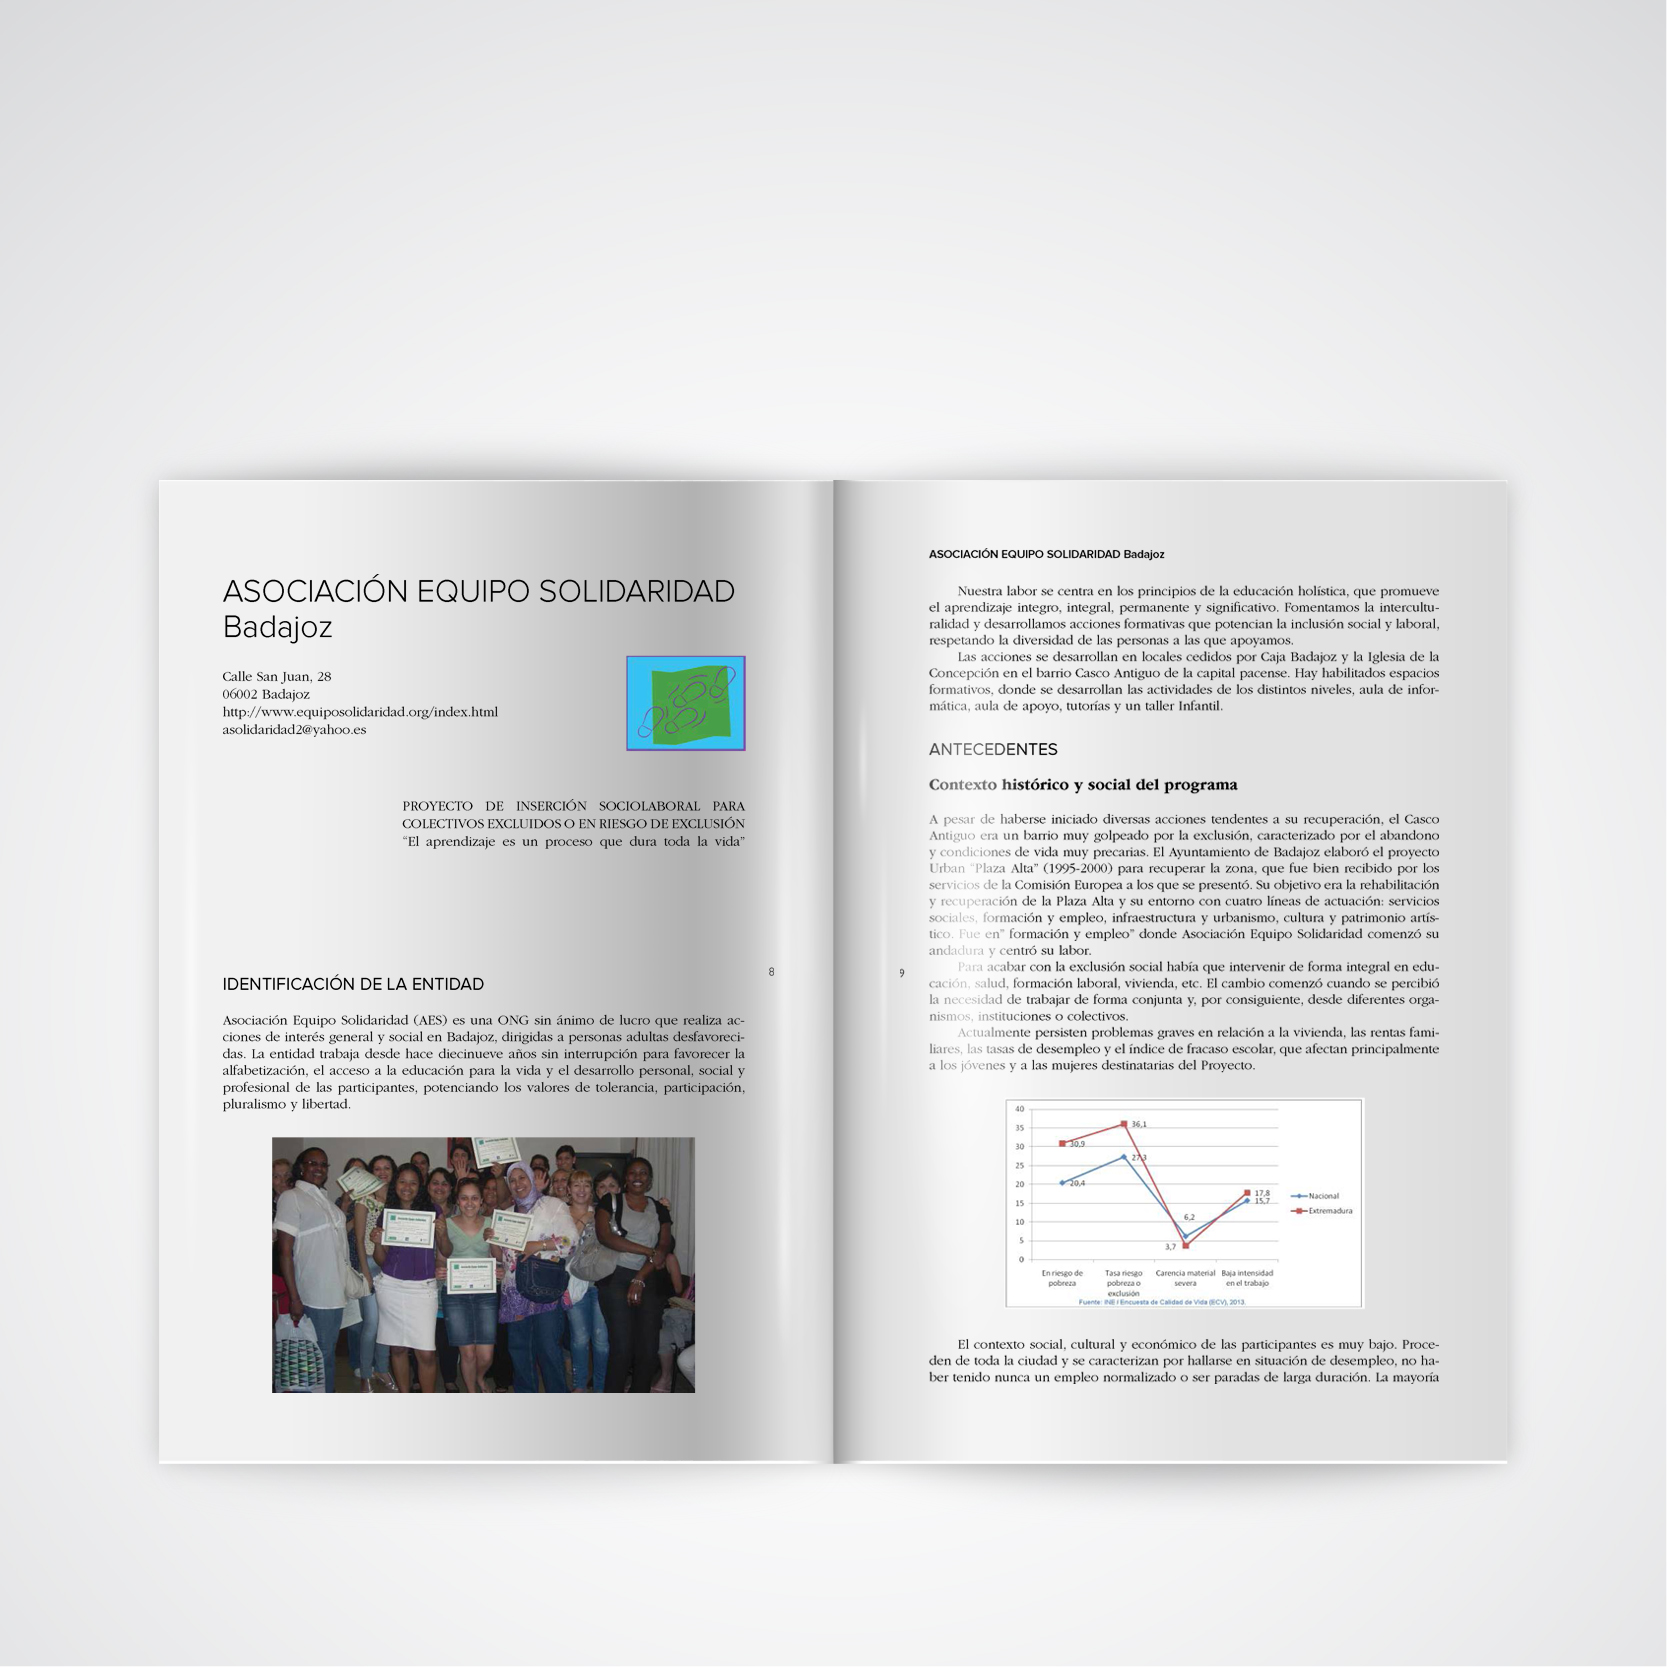 ASOCIACIÓN EQUIPO SOLIDARIDAD
Badajoz
Calle San Juan, 28
06002 Badajoz
http://www.equiposolidaridad.org/index.html
asolidaridad2@yahoo.es
PROYECTO DE INSERCIÓN SOCIOLABORAL PARA
COLECTIVOS EXCLUIDOS O EN RIESGO DE EXCLUSIÓN
“El aprendizaje es un proceso que dura toda la vida”
IDENTIFICACIÓN DE LA ENTIDAD
Asociación Equipo Solidaridad (AES) es una ONG sin ánimo de lucro que realiza ac-
ciones de interés general y social en Badajoz, dirigidas a personas adultas desfavoreci-
das. La entidad trabaja desde hace diecinueve años sin interrupción para favorecer la
alfabetización, el acceso a la educación para la vida y el desarrollo personal, social y
profesional de las participantes, potenciando los valores de tolerancia, participación,
pluralismo y libertad.
8
9
ASOCIACIÓN EQUIPO SOLIDARIDAD Badajoz
Nuestra labor se centra en los principios de la educación holística, que promueve
el aprendizaje integro, integral, permanente y significativo. Fomentamos la intercultu-
ralidad y desarrollamos acciones formativas que potencian la inclusión social y laboral,
respetando la diversidad de las personas a las que apoyamos.
Las acciones se desarrollan en locales cedidos por Caja Badajoz y la Iglesia de la
Concepción en el barrio Casco Antiguo de la capital pacense. Hay habilitados espacios
formativos, donde se desarrollan las actividades de los distintos niveles, aula de infor-
mática, aula de apoyo, tutorías y un taller Infantil.
ANTECEDENTES
Contexto histórico y social del programa
A pesar de haberse iniciado diversas acciones tendentes a su recuperación, el Casco
Antiguo era un barrio muy golpeado por la exclusión, caracterizado por el abandono
y condiciones de vida muy precarias. El Ayuntamiento de Badajoz elaboró el proyecto
Urban “Plaza Alta” (1995-2000) para recuperar la zona, que fue bien recibido por los
servicios de la Comisión Europea a los que se presentó. Su objetivo era la rehabilitación
y recuperación de la Plaza Alta y su entorno con cuatro líneas de actuación: servicios
sociales, formación y empleo, infraestructura y urbanismo, cultura y patrimonio artís-
tico. Fue en” formación y empleo” donde Asociación Equipo Solidaridad comenzó su
andadura y centró su labor.
Para acabar con la exclusión social había que intervenir de forma integral en edu-
cación, salud, formación laboral, vivienda, etc. El cambio comenzó cuando se percibió
la necesidad de trabajar de forma conjunta y, por consiguiente, desde diferentes orga-
nismos, instituciones o colectivos.
Actualmente persisten problemas graves en relación a la vivienda, las rentas fami-
liares, las tasas de desempleo y el índice de fracaso escolar, que afectan principalmente
a los jóvenes y a las mujeres destinatarias del Proyecto.
40
35
30
25
20
15
10
5
0
30,9
36,1
20,4
27,3
6,2
3,7
17,8
15,7
Nacional
Extremadura
En riesgo de
pobreza
Tasa riesgo
pobreza o
exclusión
Carencia material
severa
Baja intensidad
en el trabajo
Fuente: INE I Encuesta de Calidad de Vida (ECV), 2013.
El contexto social, cultural y económico de las participantes es muy bajo. Proce-
den de toda la ciudad y se caracterizan por hallarse en situación de desempleo, no ha-
ber tenido nunca un empleo normalizado o ser paradas de larga duración. La mayoría